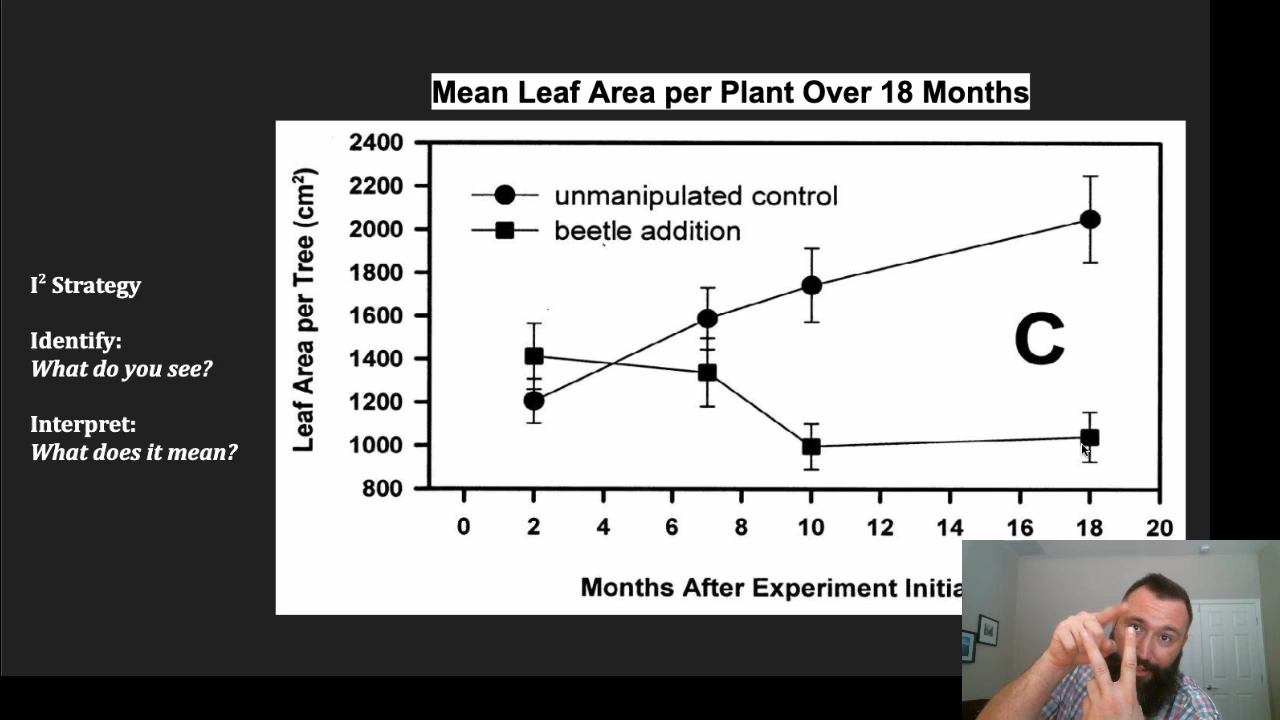 Mean Leaf Area per Plant Over 18 Months
I² Strategy
Identify:
What do you see?
Interpret:
What does it mean?
Leaf Area per Tree (cm²)
2400
2200
2000
1800
1600
1400
1200
1000
800
unmanipulated control
beetle addition
C
0 2 4 6 8 10 12 14 16 18 20
Months After Experiment